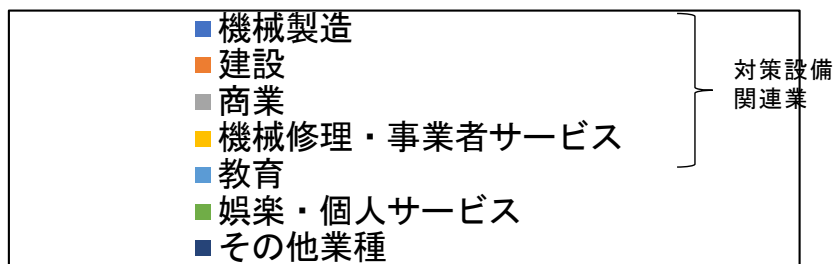 機械製造
建設
商業
機械修理・事業者サービス
教育
娯楽・個人サービス
その他業種
対策設備
関連業